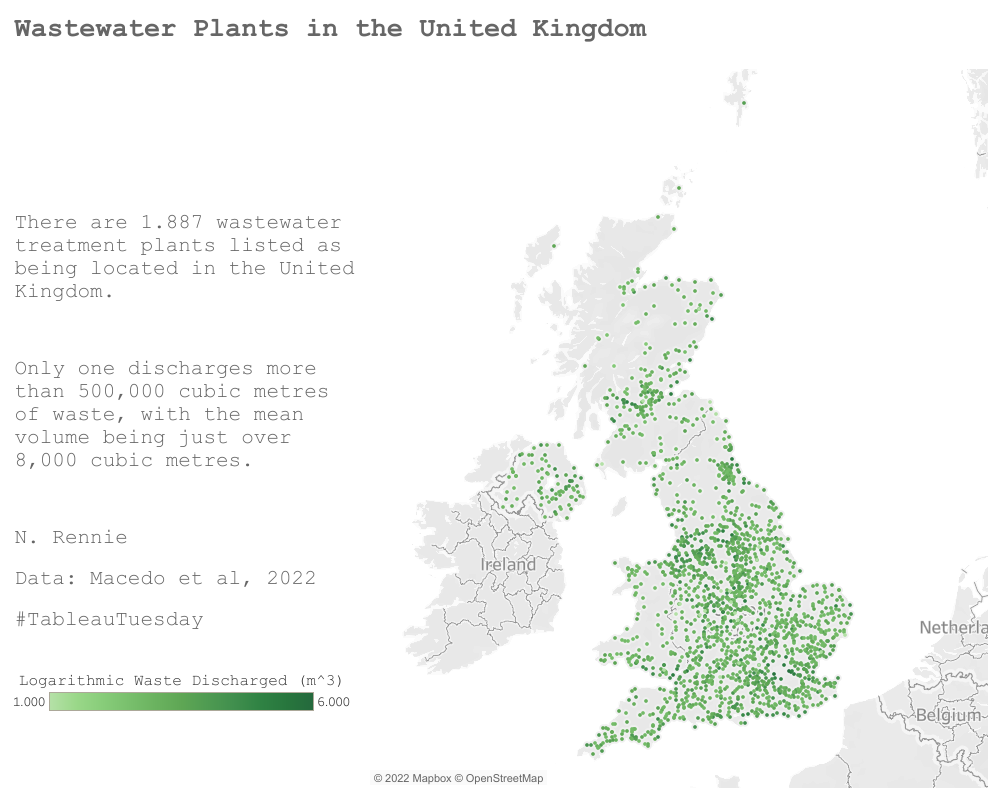 Wastewater Plants in the United Kingdom
There are 1.887 wastewater
treatment plants listed as
being located in the United
Kingdom.
Only one discharges more
than 500,000 cubic metres
of waste, with the mean
volume being just over
8,000 cubic metres.
N. Rennie
Data: Macedo et al, 2022
#TableauTuesday
Logarithmic Waste Discharged (m^3)
1.000 6.000
Ireland
Netherla
Belgium
© 2022 Mapbox © OpenStreetMap